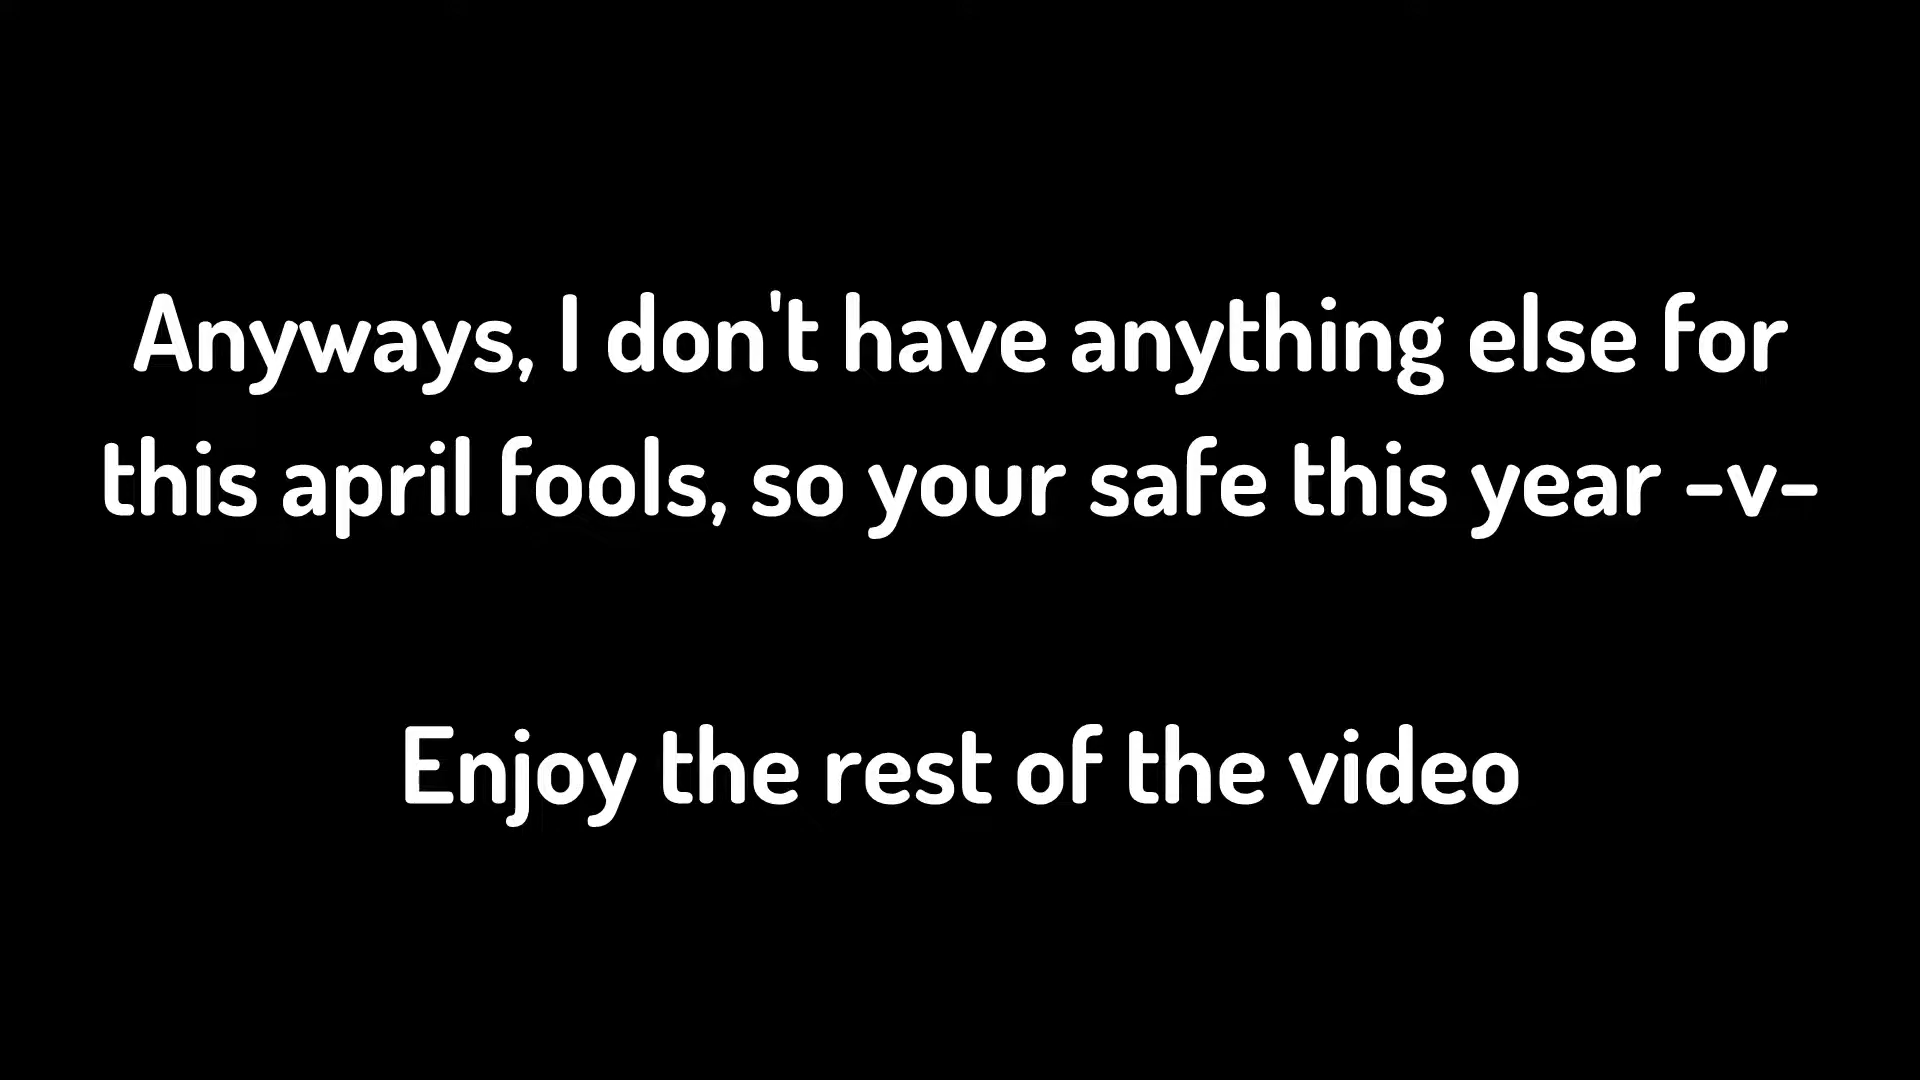 Anyways, I don't have anything else for
this april fools, so your safe this year -v-
Enjoy the rest of the video